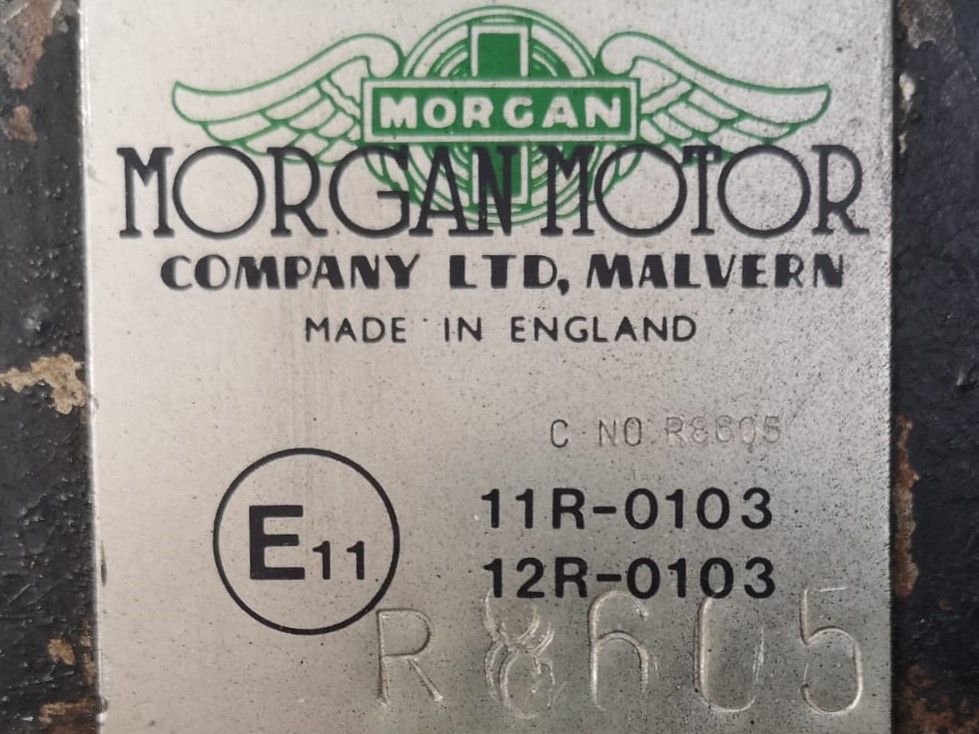 MORGAN
MORGAN MOTOR
COMPANY LTD, MALVERN
MADE IN ENGLAND
C NO R8605
E11
11R-0103
12R-0103
R8605